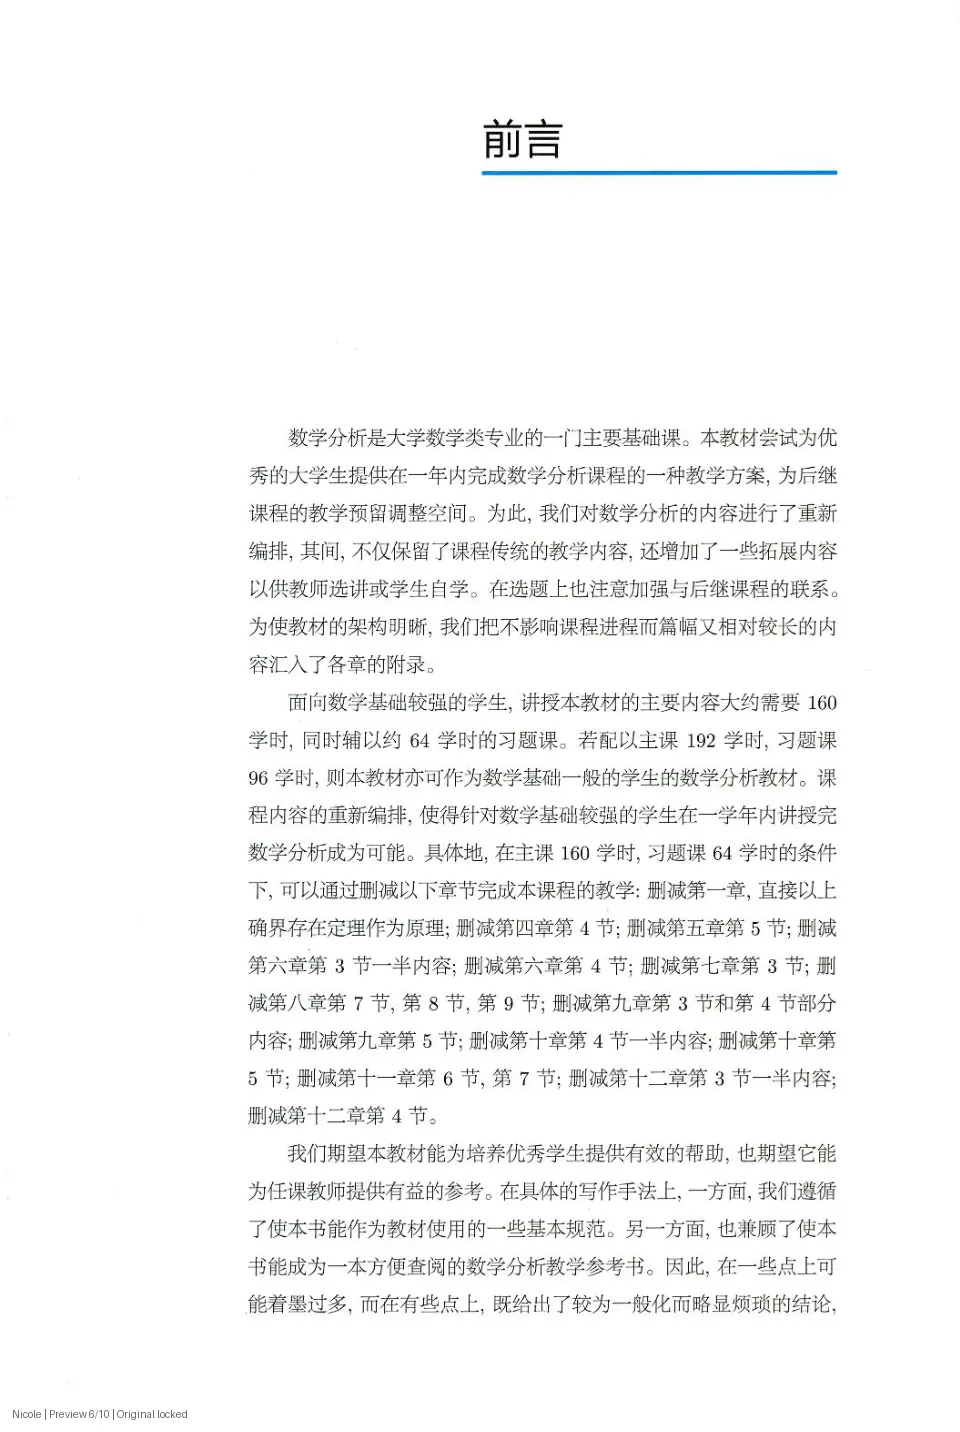 前言
数学分析是大学数学类专业的一门主要基础课。本教材尝试为优
秀的大学生提供在一年内完成数学分析课程的一种教学方案, 为后继
课程的教学预留调整空间。为此, 我们对数学分析的内容进行了重新
编排, 其间, 不仅保留了课程传统的教学内容, 还增加了一些拓展内容
以供教师选讲或学生自学。在选题上也注意加强与后继课程的联系。
为使教材的架构明晰, 我们把不影响课程进程而篇幅又相对较长的内
容汇入了各章的附录。
面向数学基础较强的学生, 讲授本教材的主要内容大约需要 160
学时, 同时辅以约 64 学时的习题课。若配以主课 192 学时, 习题课
96 学时, 则本教材亦可作为数学基础一般的学生的数学分析教材。课
程内容的重新编排, 使得针对数学基础较强的学生在一学年内讲授完
数学分析成为可能。具体地, 在主课 160 学时, 习题课 64 学时的条件
下, 可以通过删减以下章节完成本课程的教学: 删减第一章, 直接以上
确界存在定理作为原理; 删减第四章第 4 节; 删减第五章第 5 节; 删减
第六章第 3 节一半内容; 删减第六章第 4 节; 删减第七章第 3 节; 删
减第八章第 7 节, 第 8 节, 第 9 节; 删减第九章第 3 节和第 4 节部分
内容; 删减第九章第 5 节; 删减第十章第 4 节一半内容; 删减第十章第
5 节; 删减第十一章第 6 节, 第 7 节; 删减第十二章第 3 节一半内容;
删减第十二章第 4 节。
我们期望本教材能为培养优秀学生提供有效的帮助, 也期望它能
为任课教师提供有益的参考。在具体的写作手法上, 一方面, 我们遵循
了使本书能作为教材使用的一些基本规范。另一方面, 也兼顾了使本
书能成为一本方便查阅的数学分析教学参考书。因此, 在一些点上可
能着墨过多, 而在有些点上, 既给出了较为一般化而略显烦琐的结论,
Nicole | Preview 6/10 | Original locked